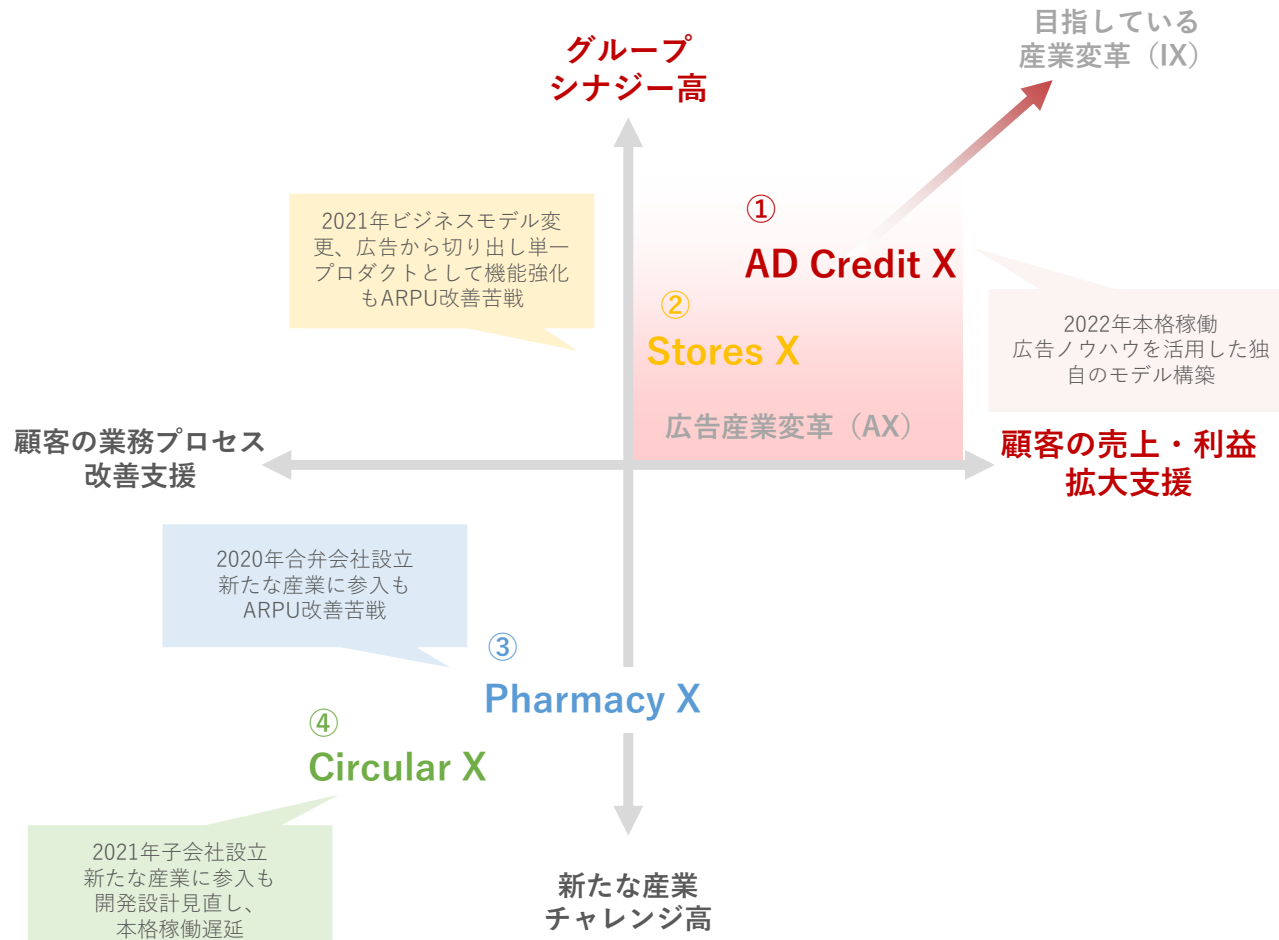 目指している
産業変革（IX）
グループ
シナジー高
①
AD Credit X
2021年ビジネスモデル変
更、広告から切り出し単一
プロダクトとして機能強化
もARPU改善苦戦
②
Stores X
2022年本格稼働
広告ノウハウを活用した独
自のモデル構築
広告産業変革（AX）
顧客の業務プロセス
改善支援
顧客の売上・利益
拡大支援
2020年合弁会社設立
新たな産業に参入も
ARPU改善苦戦
③
Pharmacy X
④
Circular X
2021年子会社設立
新たな産業に参入も
開発設計見直し、
本格稼働遅延
新たな産業
チャレンジ高